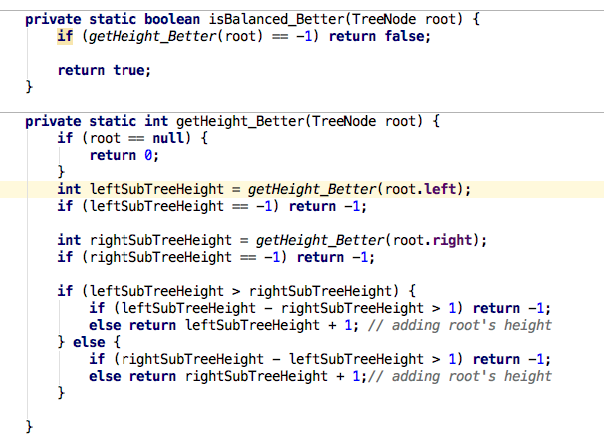 private static boolean isBalanced_Better(TreeNode root) {
    if (getHeight_Better(root) == -1) return false;
    return true;
}
private static int getHeight_Better(TreeNode root) {
    if (root == null) {
        return 0;
    }
    int leftSubTreeHeight = getHeight_Better(root.left);
    if (leftSubTreeHeight == -1) return -1;
    int rightSubTreeHeight = getHeight_Better(root.right);
    if (rightSubTreeHeight == -1) return -1;
    if (leftSubTreeHeight > rightSubTreeHeight) {
        if (leftSubTreeHeight - rightSubTreeHeight > 1) return -1;
        else return leftSubTreeHeight + 1; // adding root's height
    } else {
        if (rightSubTreeHeight - leftSubTreeHeight > 1) return -1;
        else return rightSubTreeHeight + 1;// adding root's height
    }
}